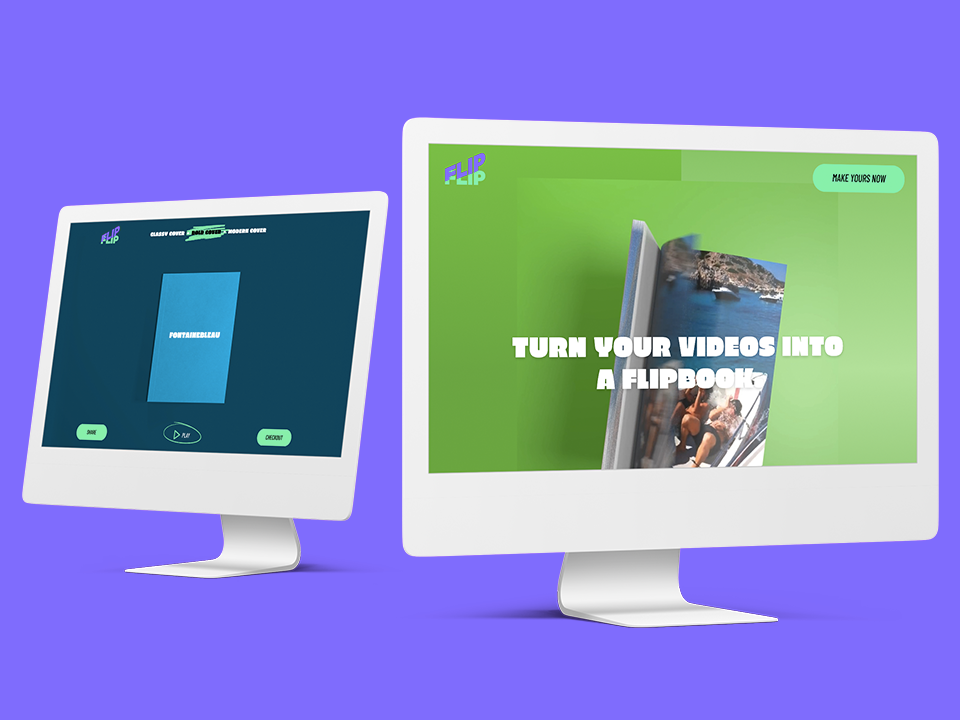 FLIP
FLIP
CLASSY COVER BOLD COVER MODERN COVER
FONTAINEBLEAU
SHARE
PLAY
CHECKOUT
FLIP
FLIP
MAKE YOURS NOW
TURN YOUR VIDEOS INTO
A FLIPBOOK